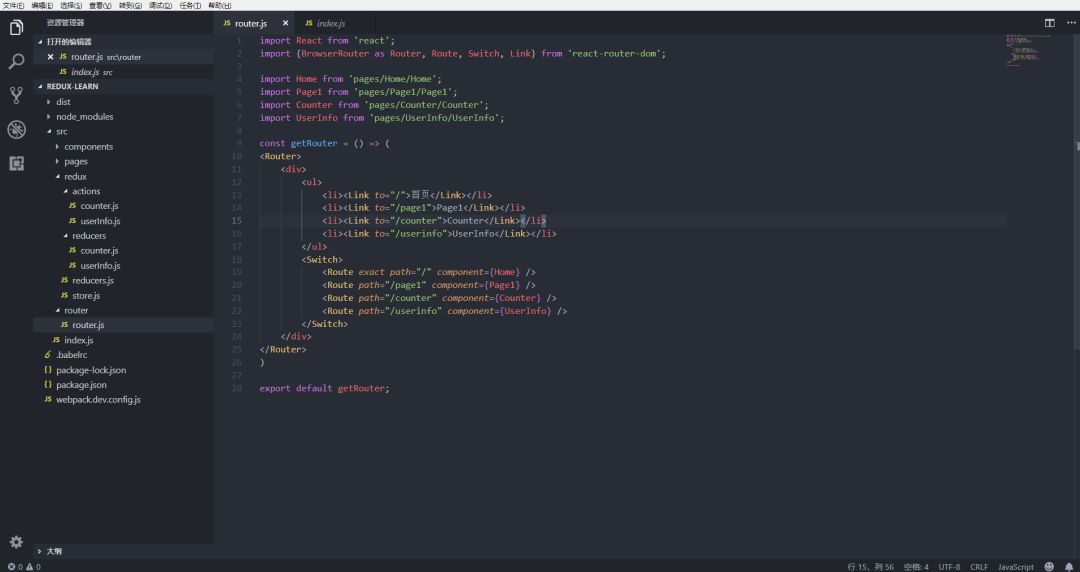 文件(F) 编辑(E) 选择(S) 查看(V) 转到(G) 调试(D) 任务(T) 帮助(H)
资源管理器
打开的编辑器
router.js src\router
index.js src
REDUX-LEARN
dist
node_modules
src
components
pages
redux
actions
JS counter.js
JS userInfo.js
reducers
JS counter.js
JS userInfo.js
JS reducers.js
JS store.js
router
JS router.js
JS index.js
.babelrc
{} package-lock.json
{} package.json
JS webpack.dev.config.js
大纲
JS router.js JS index.js
1 import React from 'react';
2 import {BrowserRouter as Router, Route, Switch, Link} from 'react-router-dom';
3
4 import Home from 'pages/Home/Home';
5 import Page1 from 'pages/Page1/Page1';
6 import Counter from 'pages/Counter/Counter';
7 import UserInfo from 'pages/UserInfo/UserInfo';
8
9 const getRouter = () => (
10 <Router>
11 <div>
12 <ul>
13 <li><Link to="/">首页</Link></li>
14 <li><Link to="/page1">Page1</Link></li>
15 <li><Link to="/counter">Counter</Link></li>
16 <li><Link to="/userinfo">UserInfo</Link></li>
17 </ul>
18 <Switch>
19 <Route exact path="/" component={Home} />
20 <Route path="/page1" component={Page1} />
21 <Route path="/counter" component={Counter} />
22 <Route path="/userinfo" component={UserInfo} />
23 </Switch>
24 </div>
25 </Router>
26 )
27
28 export default getRouter;
0 0 行 15，列 56 空格: 4 UTF-8 CRLF JavaScript